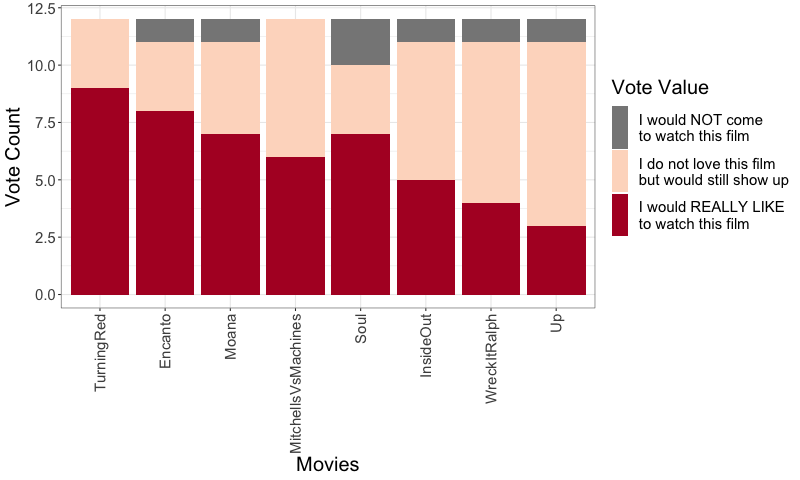 12.5
10.0
7.5
5.0
2.5
0.0
Vote Count
TurningRed
Encanto
Moana
MitchellsVsMachines
Soul
InsideOut
WreckItRalph
Up
Movies
Vote Value
I would NOT come
to watch this film
I do not love this film
but would still show up
I would REALLY LIKE
to watch this film